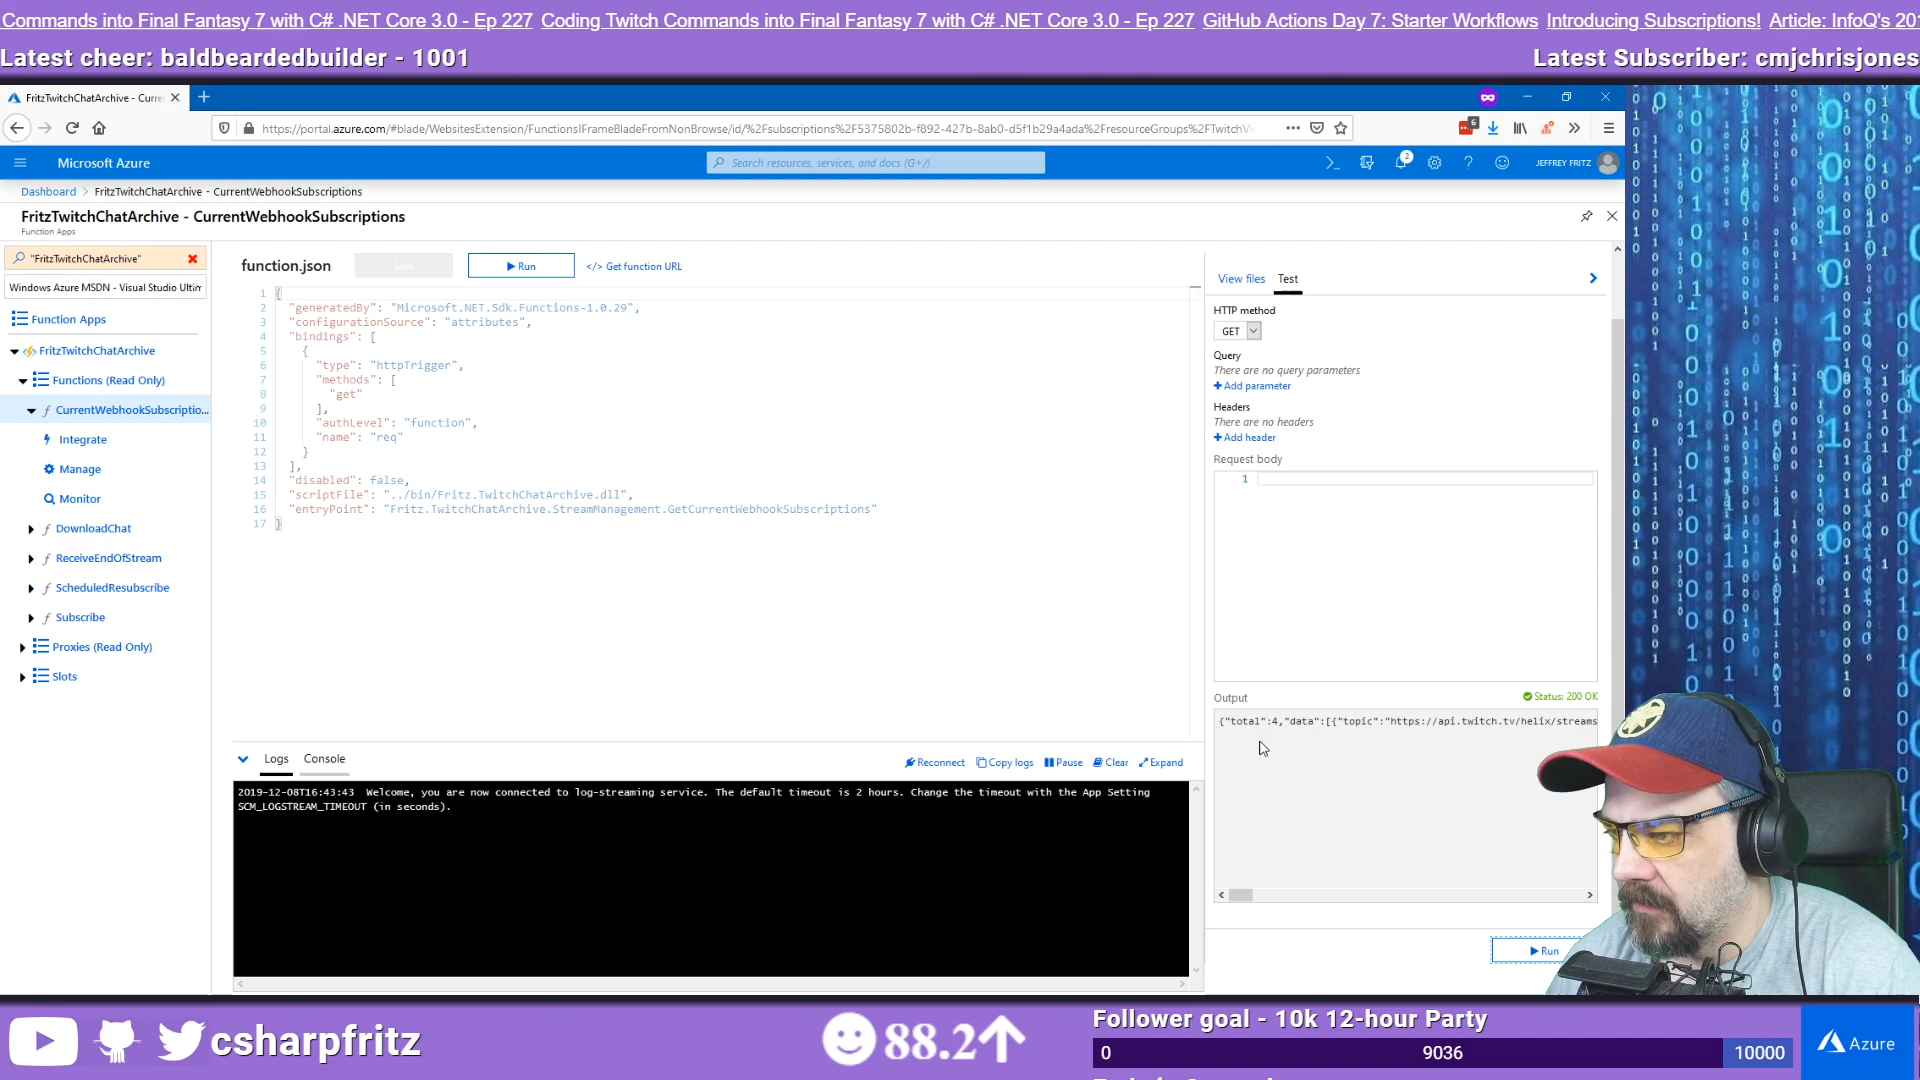 Commands into Final Fantasy 7 with C# .NET Core 3.0 - Ep 227 Coding Twitch Commands into Final Fantasy 7 with C# .NET Core 3.0 - Ep 227 GitHub Actions Day 7: Starter Workflows Introducing Subscriptions! Article: InfoQ's 201
Latest cheer: baldbeardedbuilder - 1001
Latest Subscriber: cmjchrisjones
FritzTwitchChatArchive - Curre
https://portal.azure.com/#blade/WebsitesExtension/FunctionsIFrameBladeFromNonBrowse/id/%2Fsubscriptions%2F5375802b-f892-427b-8ab0-d5f1b29a4ada%2FresourceGroups%2FTwitchVi
6
Microsoft Azure
Search resources, services, and docs (G+/)
2
JEFFREY FRITZ
Dashboard > FritzTwitchChatArchive - CurrentWebhookSubscriptions
FritzTwitchChatArchive - CurrentWebhookSubscriptions
Function Apps
"FritzTwitchChatArchive"
Windows Azure MSDN - Visual Studio Ultim
Function Apps
FritzTwitchChatArchive
Functions (Read Only)
CurrentWebhookSubscriptio...
Integrate
Manage
Monitor
DownloadChat
ReceiveEndOfStream
ScheduledResubscribe
Subscribe
Proxies (Read Only)
Slots
function.json
Save
Run
</> Get function URL
1 {
2 "generatedBy": "Microsoft.NET.Sdk.Functions-1.0.29",
3 "configurationSource": "attributes",
4 "bindings": [
5 {
6 "type": "httpTrigger",
7 "methods": [
8 "get"
9 ],
10 "authLevel": "function",
11 "name": "req"
12 }
13 ],
14 "disabled": false,
15 "scriptFile": "../bin/Fritz.TwitchChatArchive.dll",
16 "entryPoint": "Fritz.TwitchChatArchive.StreamManagement.GetCurrentWebhookSubscriptions"
17 }
Logs Console
Reconnect Copy logs Pause Clear Expand
2019-12-08T16:43:43 Welcome, you are now connected to log-streaming service. The default timeout is 2 hours. Change the timeout with the App Setting
SCM_LOGSTREAM_TIMEOUT (in seconds).
View files Test
HTTP method
GET
Query
There are no query parameters
+ Add parameter
Headers
There are no headers
+ Add header
Request body
1
Output
Status: 200 OK
{"total":4,"data":[{"topic":"https://api.twitch.tv/helix/streams
Run
csharpfritz
88.2
Follower goal - 10k 12-hour Party
0 9036 10000
Azure